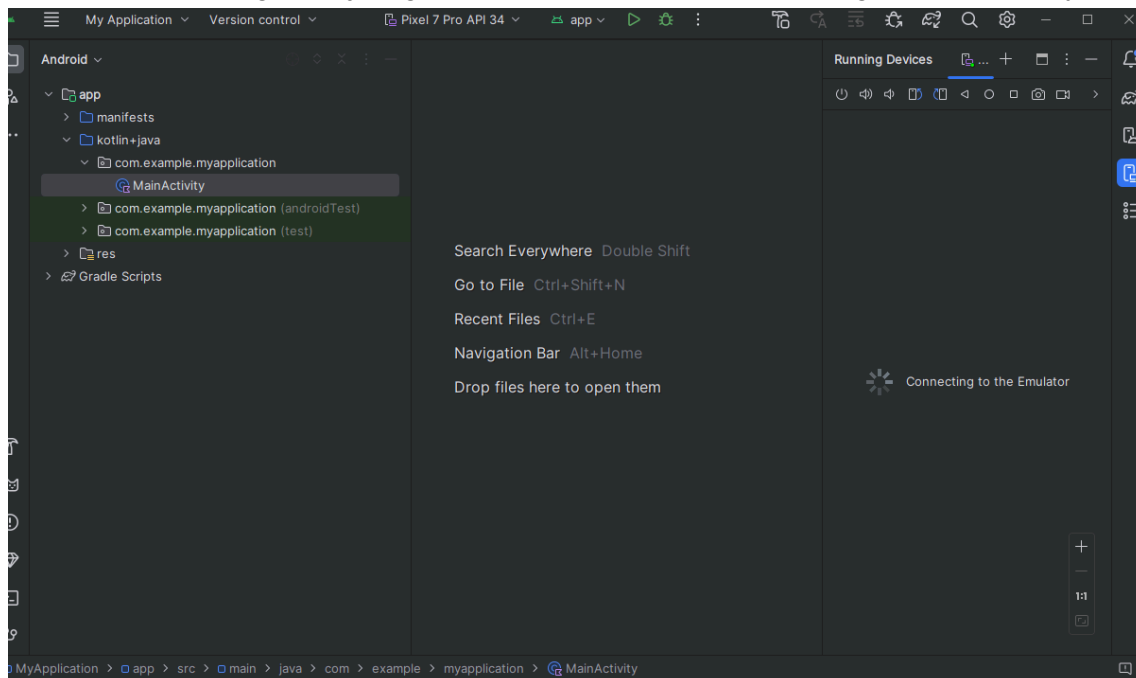 My Application Version control Pixel 7 Pro API 34 app
Android
app
manifests
kotlin+java
com.example.myapplication
MainActivity
com.example.myapplication (androidTest)
com.example.myapplication (test)
res
Gradle Scripts
Search Everywhere Double Shift
Go to File Ctrl+Shift+N
Recent Files Ctrl+E
Navigation Bar Alt+Home
Drop files here to open them
Running Devices ...
Connecting to the Emulator
1:1
MyApplication > app > src > main > java > com > example > myapplication > MainActivity